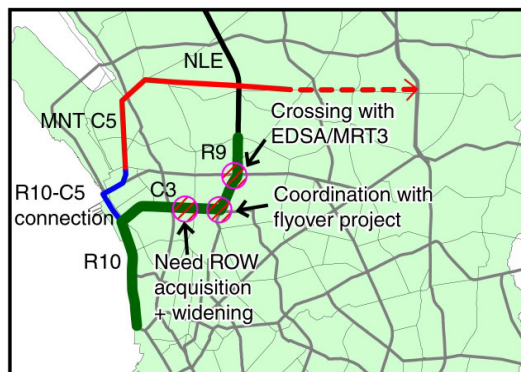 NLE
MNT C5
Crossing with
EDSA/MRT3
R9
R10-C5
connection
C3
Coordination with
flyover project
R10
Need ROW
acquisition
+ widening